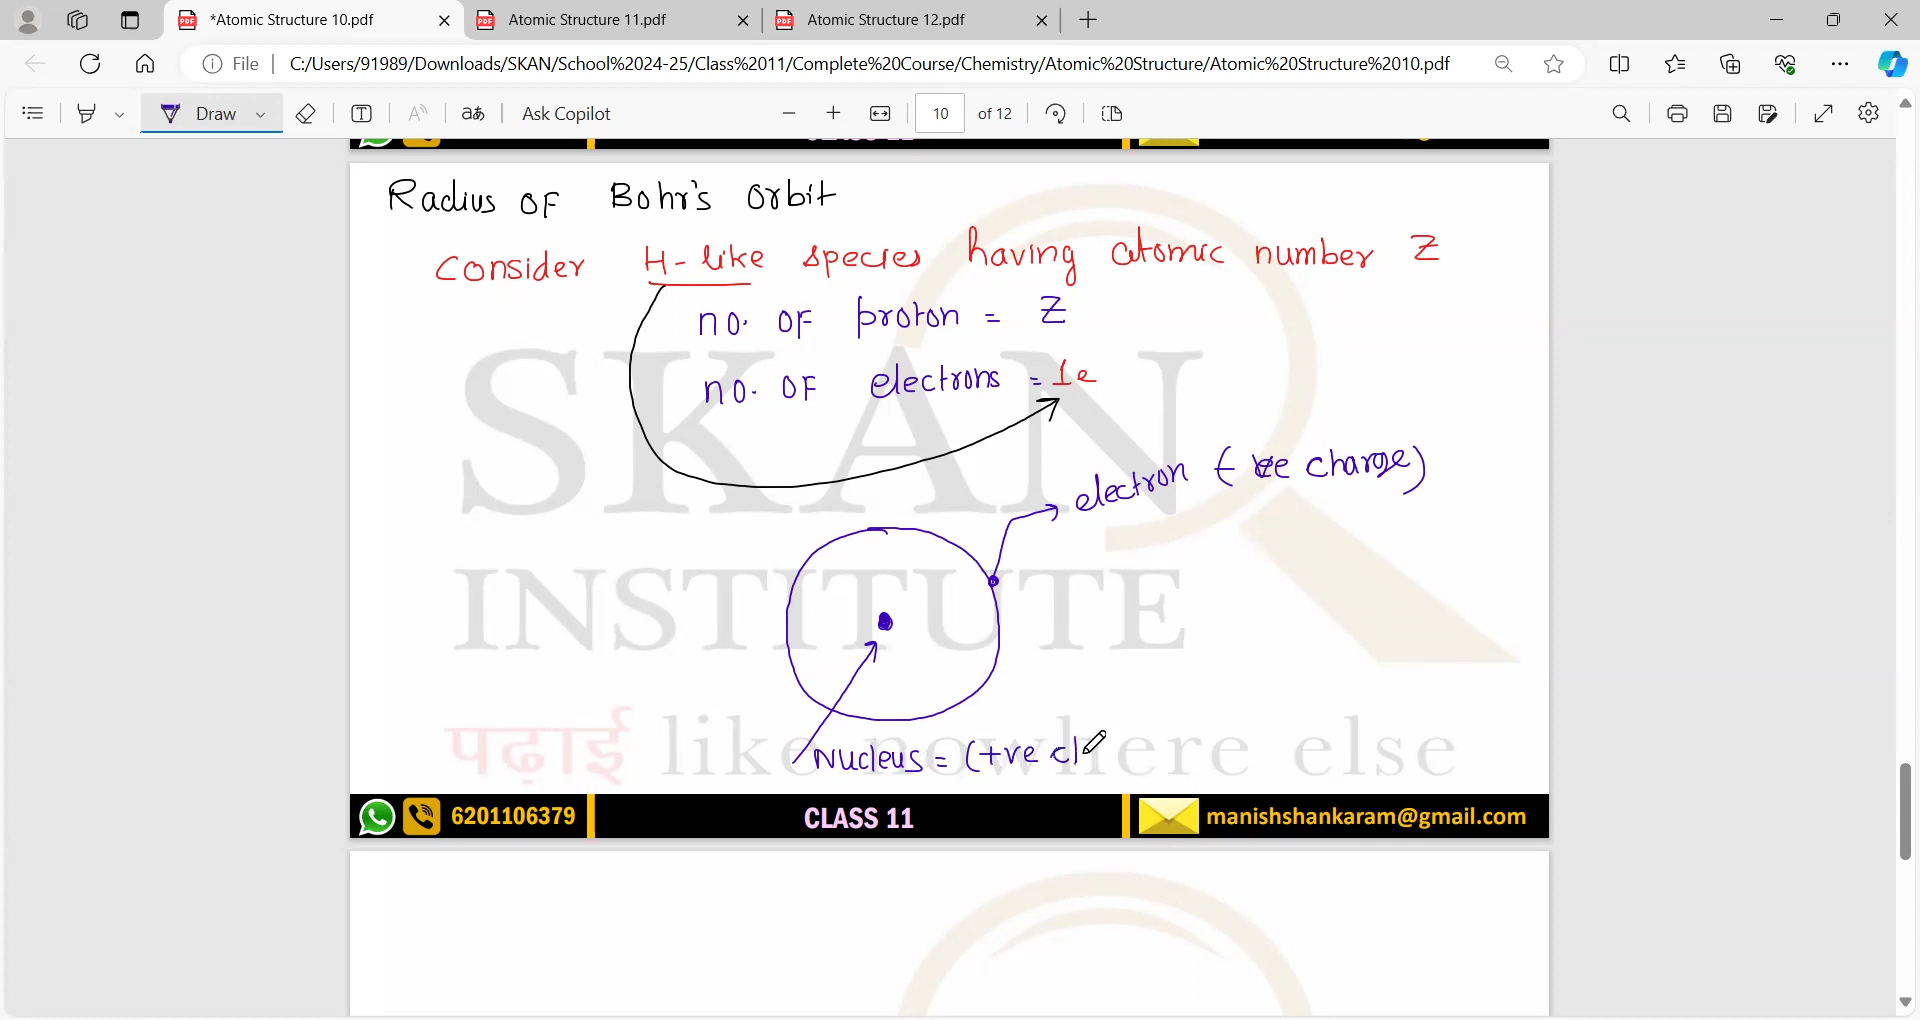 *Atomic Structure 10.pdf
Atomic Structure 11.pdf
Atomic Structure 12.pdf
File
C:/Users/91989/Downloads/SKAN/School%2024-25/Class%2011/Complete%20Course/Chemistry/Atomic%20Structure/Atomic%20Structure%2010.pdf
Draw
aあ
Ask Copilot
10 of 12
Radius of Bohr's Orbit
Consider H-like species having atomic number Z
no. of proton = Z
no. of electrons = 1e
electron (-ve charge)
Nucleus = (+ve ch
SKAN
INSTITUTE
पढ़ाई like nowhere else
6201106379
CLASS 11
manishshankaram@gmail.com